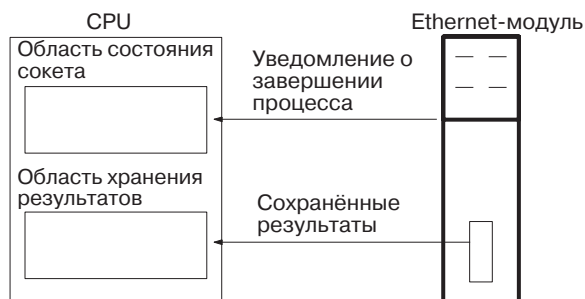 CPU
Ethernet-модуль
Область состояния
сокета
Уведомление о
завершении
процесса
Область хранения
результатов
Сохранённые
результаты